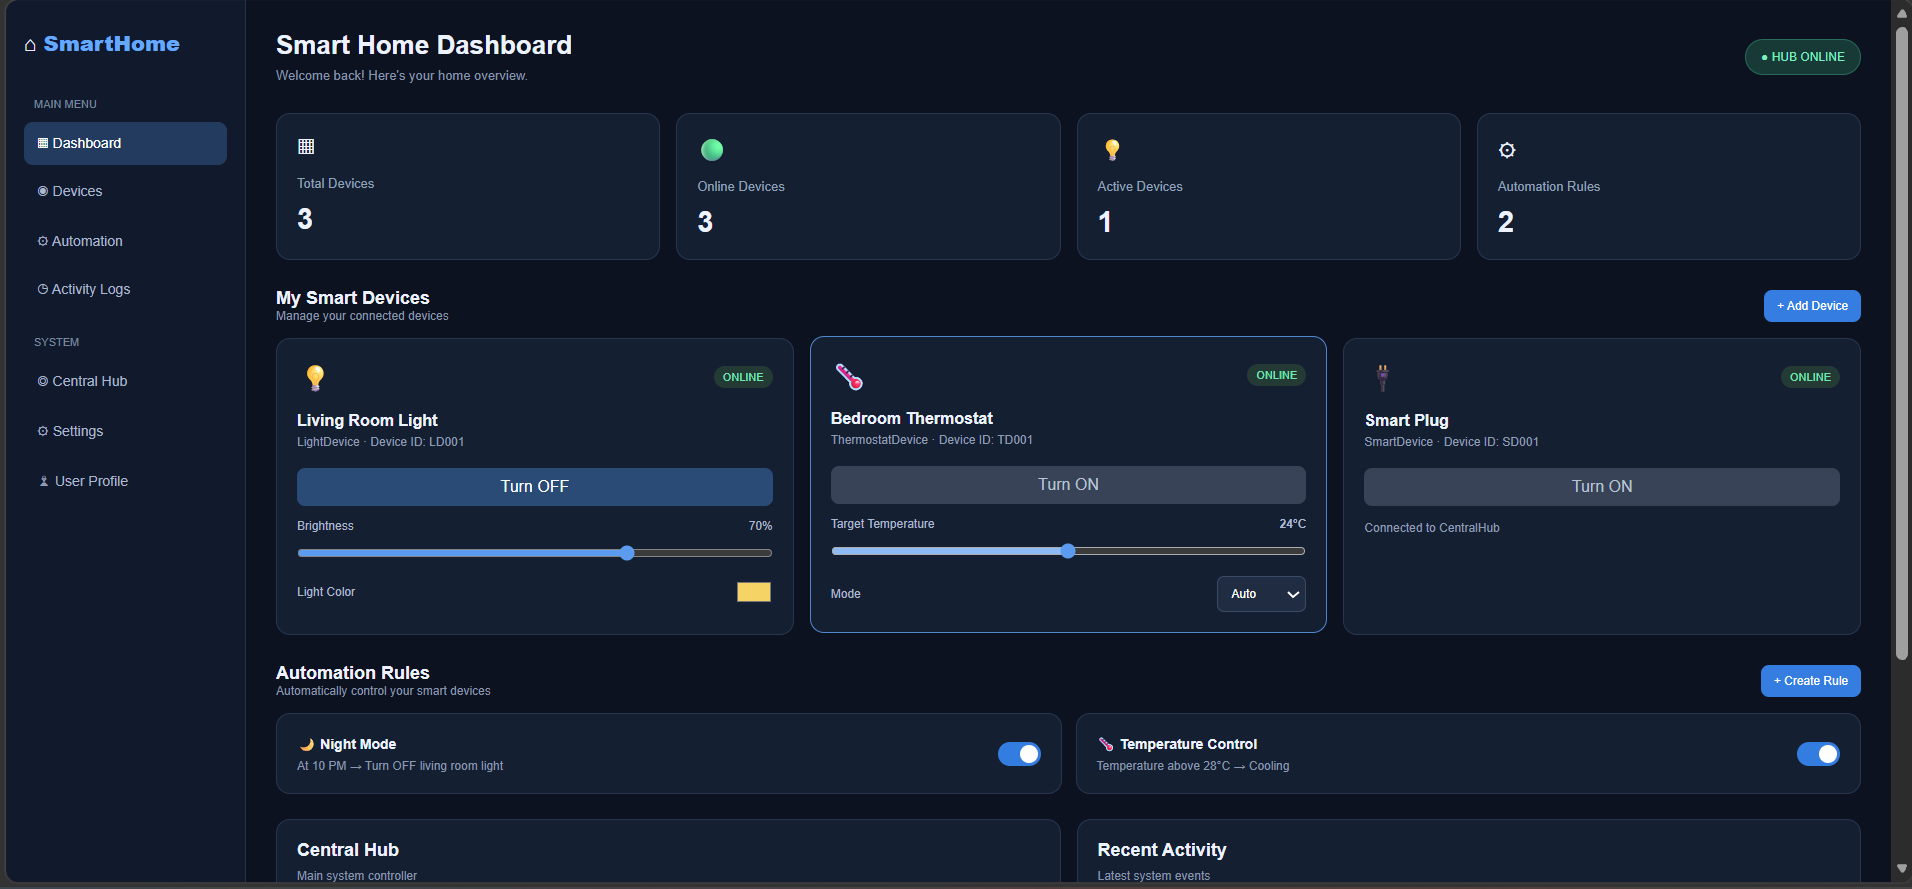 SmartHome
MAIN MENU
Dashboard
Devices
Automation
Activity Logs
SYSTEM
Central Hub
Settings
User Profile
Smart Home Dashboard
Welcome back! Here's your home overview.
● HUB ONLINE
Total Devices
3
Online Devices
3
Active Devices
1
Automation Rules
2
My Smart Devices
Manage your connected devices
+ Add Device
ONLINE
Living Room Light
LightDevice · Device ID: LD001
Turn OFF
Brightness 70%
Light Color
ONLINE
Bedroom Thermostat
ThermostatDevice · Device ID: TD001
Turn ON
Target Temperature 24°C
Mode Auto
ONLINE
Smart Plug
SmartDevice · Device ID: SD001
Turn ON
Connected to CentralHub
Automation Rules
Automatically control your smart devices
+ Create Rule
Night Mode
At 10 PM → Turn OFF living room light
Temperature Control
Temperature above 28°C → Cooling
Central Hub
Main system controller
Recent Activity
Latest system events